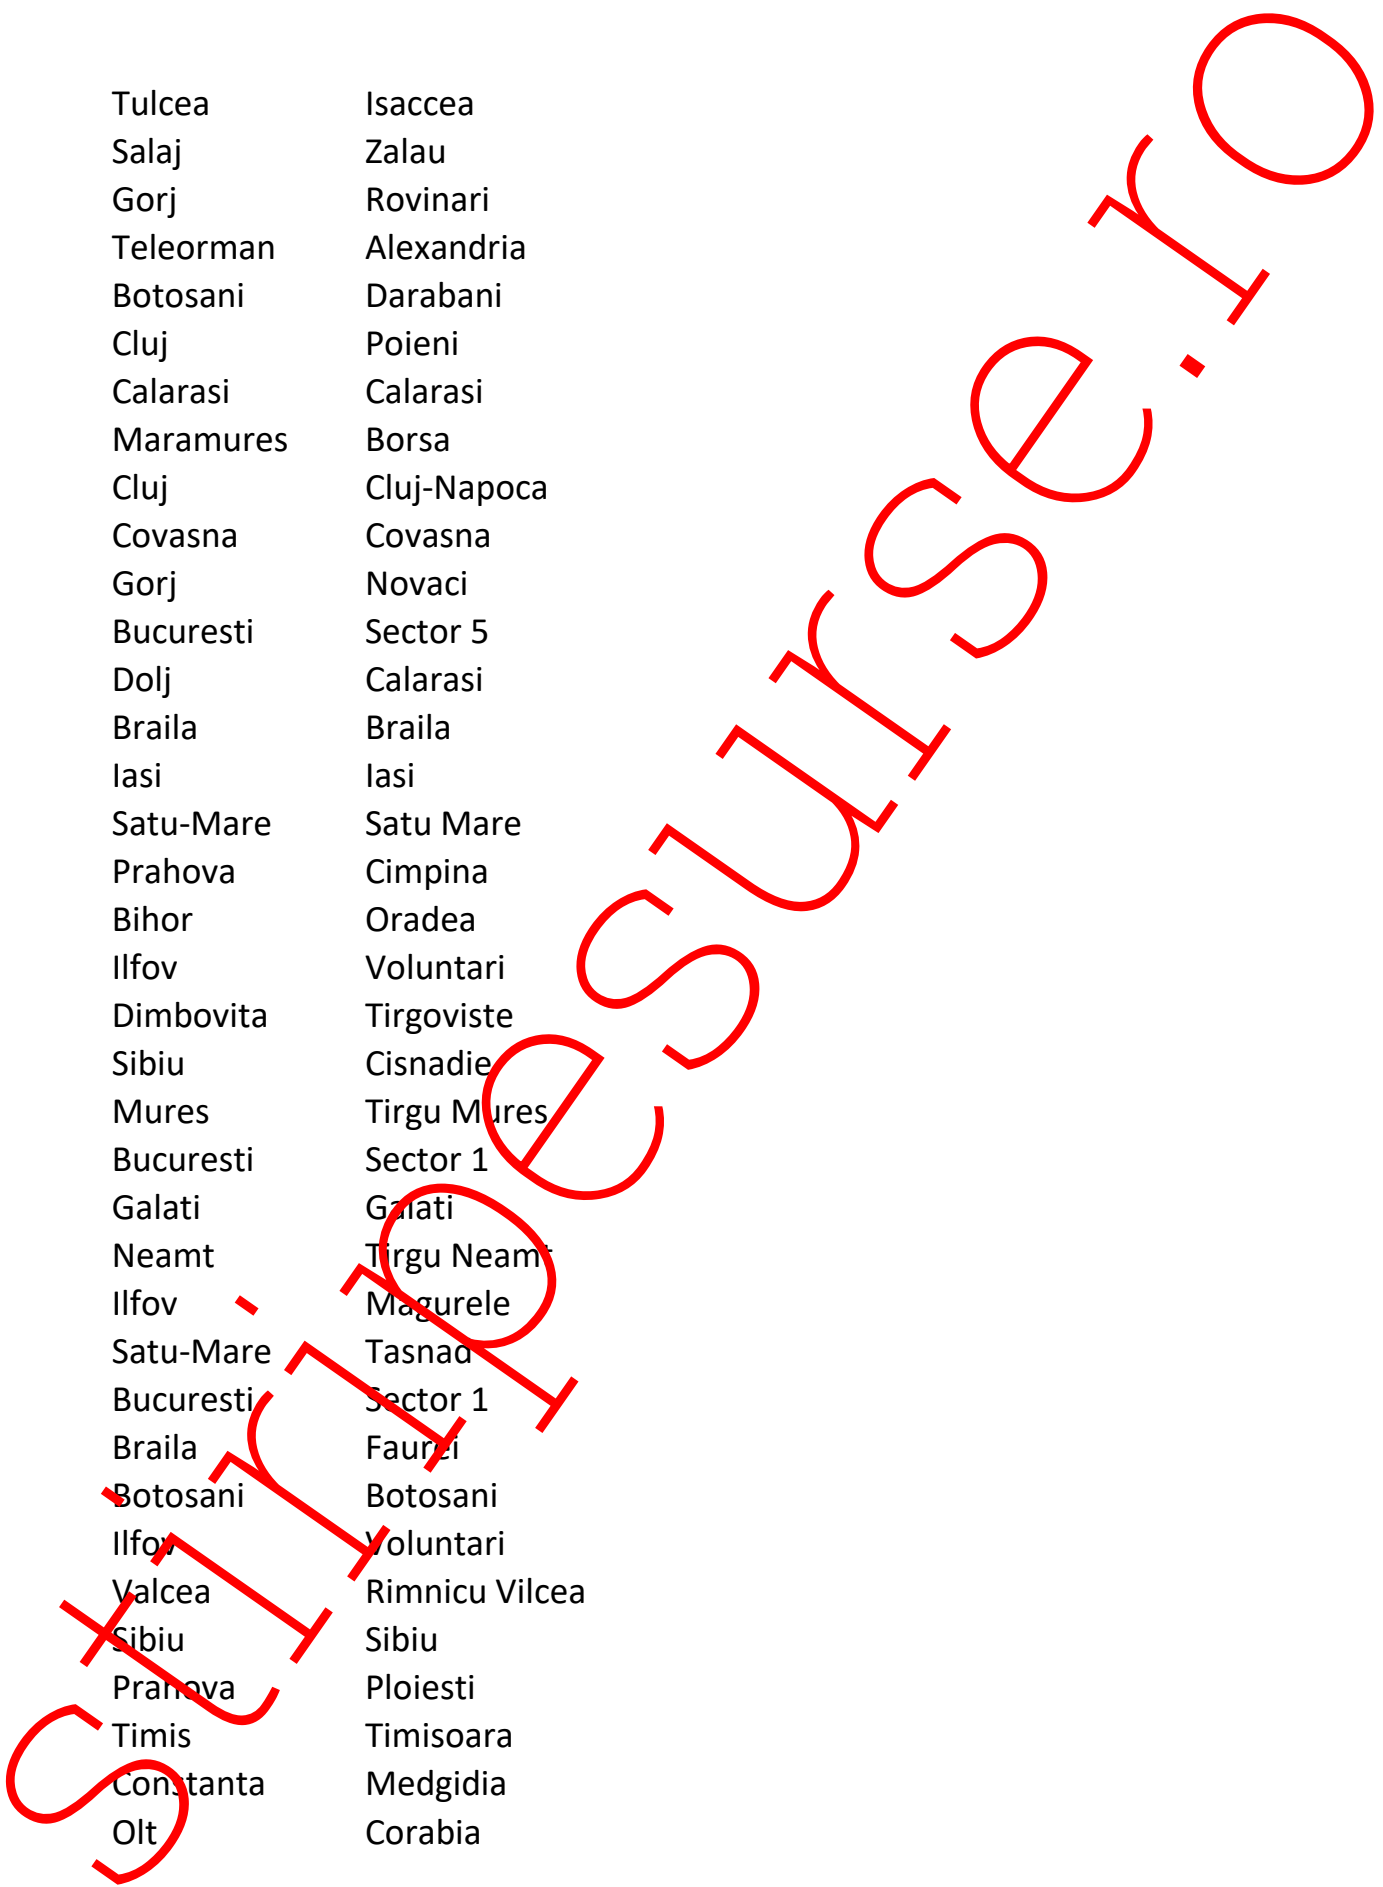 Tulcea Isaccea
Salaj Zalau
Gorj Rovinari
Teleorman Alexandria
Botosani Darabani
Cluj Poieni
Calarasi Calarasi
Maramures Borsa
Cluj Cluj-Napoca
Covasna Covasna
Gorj Novaci
Bucuresti Sector 5
Dolj Calarasi
Braila Braila
Iasi Iasi
Satu-Mare Satu Mare
Prahova Cimpina
Bihor Oradea
Ilfov Voluntari
Dimbovita Tirgoviste
Sibiu Cisnadie
Mures Tirgu Mures
Bucuresti Sector 1
Galati Galati
Neamt Tirgu Neamt
Ilfov Magurele
Satu-Mare Tasnad
Bucuresti Sector 1
Braila Faurei
Botosani Botosani
Ilfov Voluntari
Valcea Rimnicu Vilcea
Sibiu Sibiu
Prahova Ploiesti
Timis Timisoara
Constanta Medgidia
Olt Corabia
stiripesurse.ro